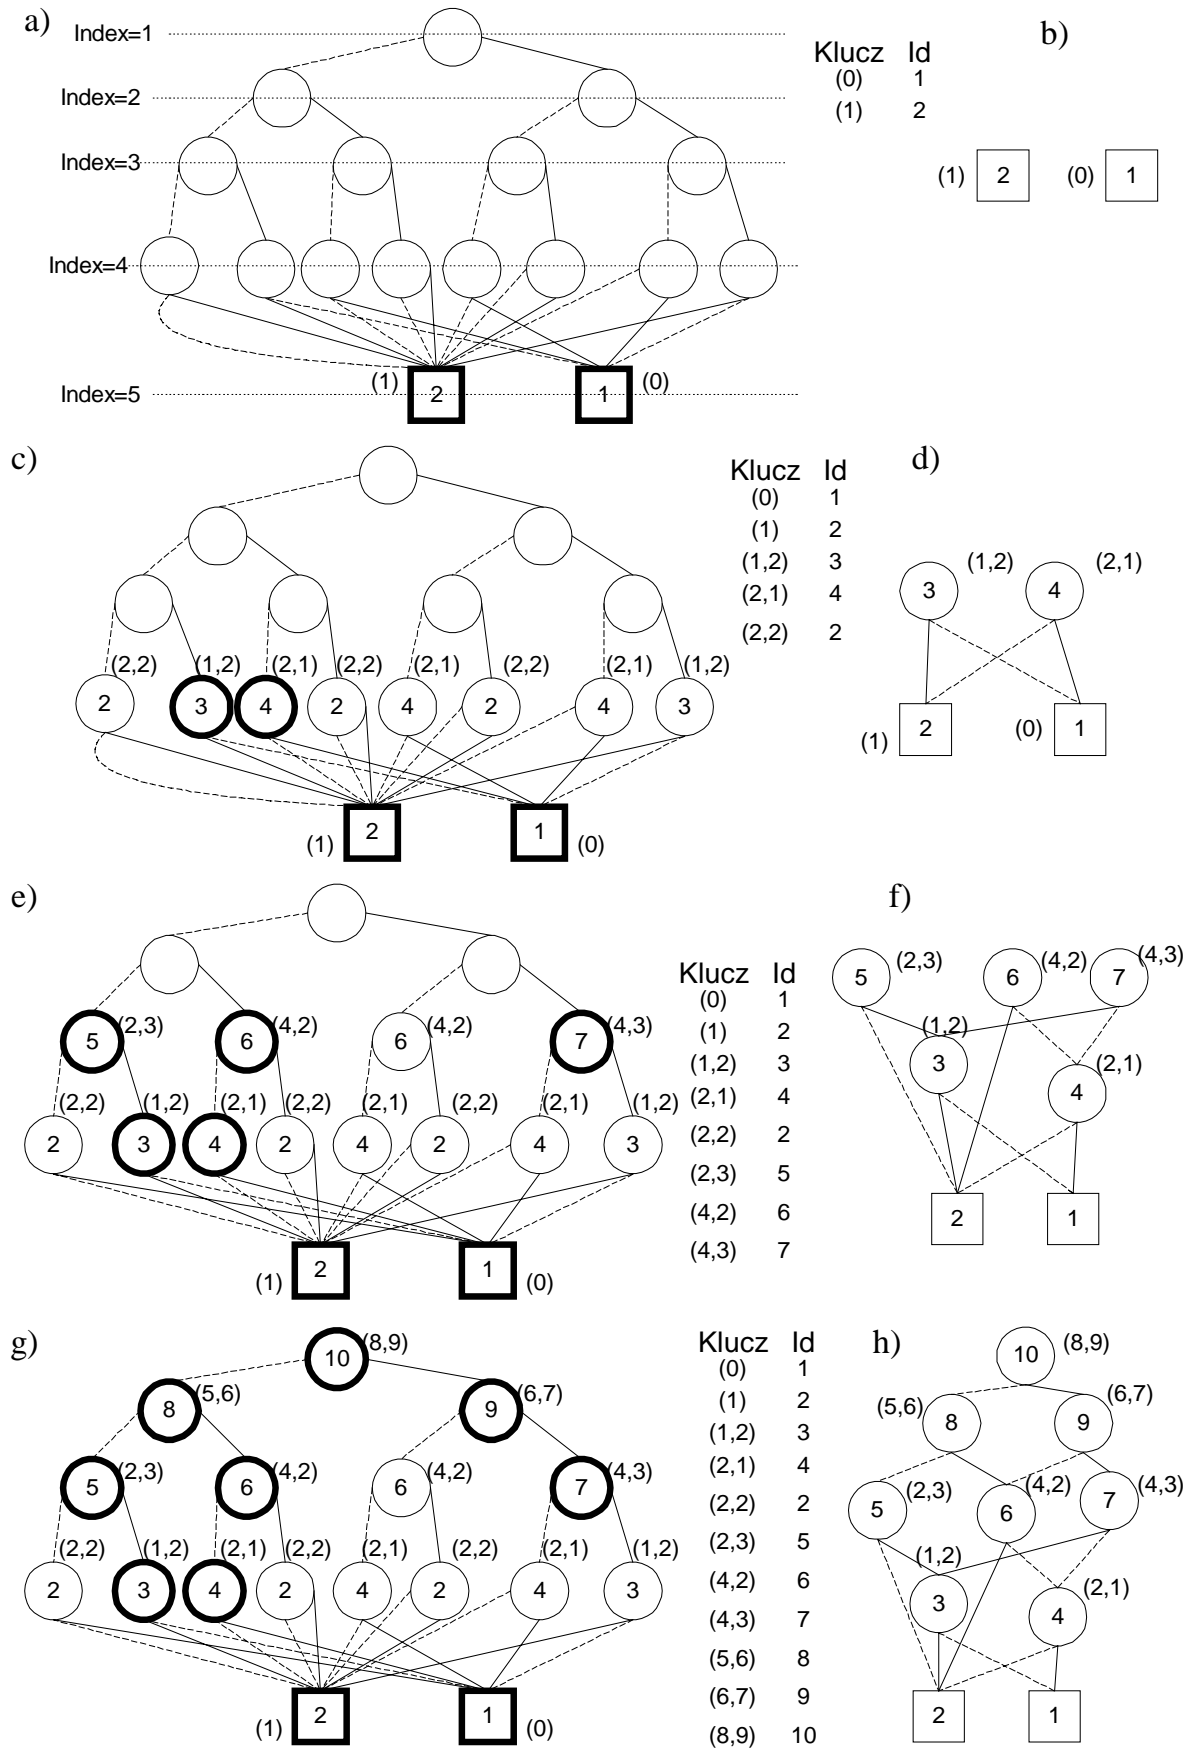 a)
Index=1
b)
Klucz Id
(0) 1
(1) 2
Index=2
Index=3
(1) 2 (0) 1
Index=4
(1) 2 1 (0)
Index=5
c)
Klucz Id
(0) 1
(1) 2
(1,2) 3
(2,1) 4
(2,2) 2
d)
3 (1,2) 4 (2,1)
(2,2) (1,2) (2,1) (2,2) (2,1) (2,2) (2,1) (1,2)
2 3 4 2 4 2 4 3
(1) 2 (0) 1
(1) 2 1 (0)
e)
Klucz Id
(0) 1
(1) 2
(1,2) 3
(2,1) 4
(2,2) 2
(2,3) 5
(4,2) 6
(4,3) 7
f)
5 (2,3) 6 (4,2) 7 (4,3)
(1,2)
3
(2,1)
4
2 1
5 (2,3) 6 (4,2) 6 (4,2) 7 (4,3)
(2,2) (1,2) (2,1) (2,2) (2,1) (2,2) (2,1) (1,2)
2 3 4 2 4 2 4 3
(1) 2 1 (0)
g)
10 (8,9)
8 (5,6) 9 (6,7)
5 (2,3) 6 (4,2) 6 (4,2) 7 (4,3)
(2,2) (1,2) (2,1) (2,2) (2,1) (2,2) (2,1) (1,2)
2 3 4 2 4 2 4 3
(1) 2 1 (0)
Klucz Id
(0) 1
(1) 2
(1,2) 3
(2,1) 4
(2,2) 2
(2,3) 5
(4,2) 6
(4,3) 7
(5,6) 8
(6,7) 9
(8,9) 10
h)
10 (8,9)
(5,6) 8 9 (6,7)
5 (2,3) 6 (4,2) 7 (4,3)
(1,2)
3
(2,1)
4
2 1